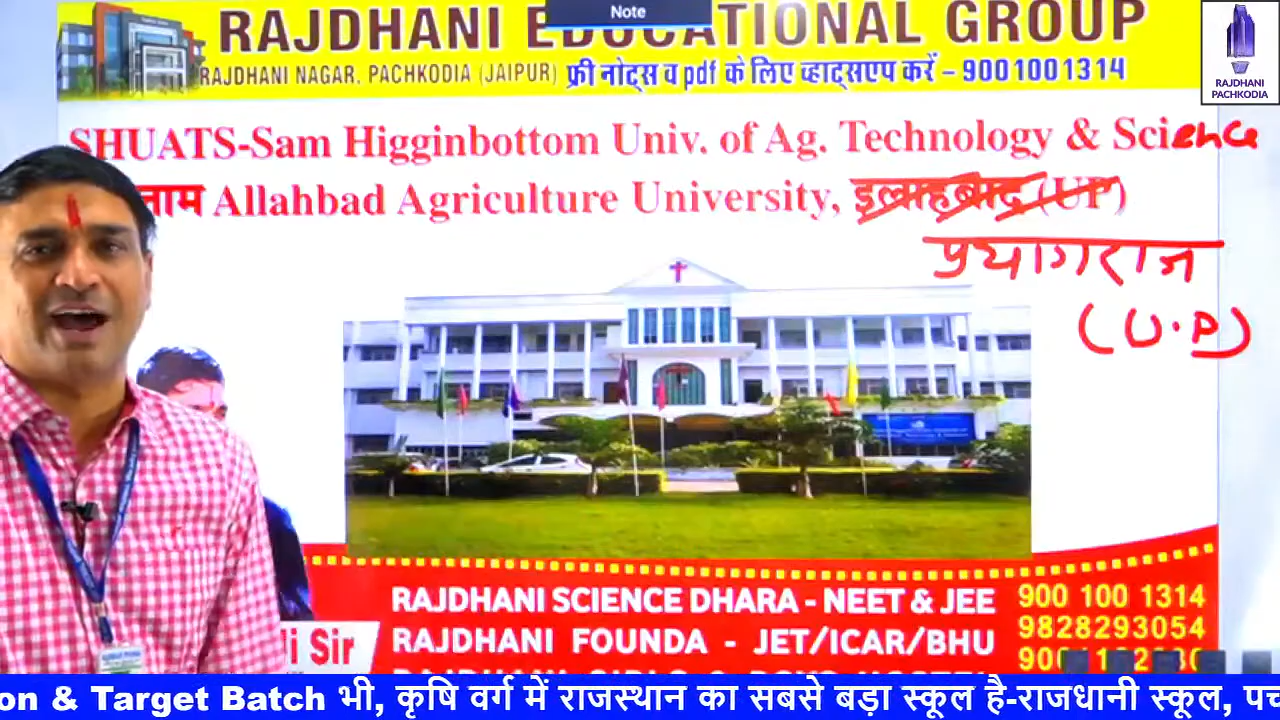 RAJDHANI EDUCATIONAL GROUP
Note
RAJDHANI NAGAR, PACHKODIA (JAIPUR) फ्री नोट्स व pdf के लिए व्हाट्सएप करें – 9001001314
RAJDHANI
PACHKODIA
SHUATS-Sam Higginbottom Univ. of Ag. Technology & Science
नाम Allahbad Agriculture University, इलाहबाद (UP)
प्रयागराज
(U.P)
RAJDHANI SCIENCE DHARA - NEET & JEE 900 100 1314
RAJDHANI FOUNDA - JET/ICAR/BHU 9828293054
Sir
on & Target Batch भी, कृषि वर्ग में राजस्थान का सबसे बड़ा स्कूल है-राजधानी स्कूल, पच